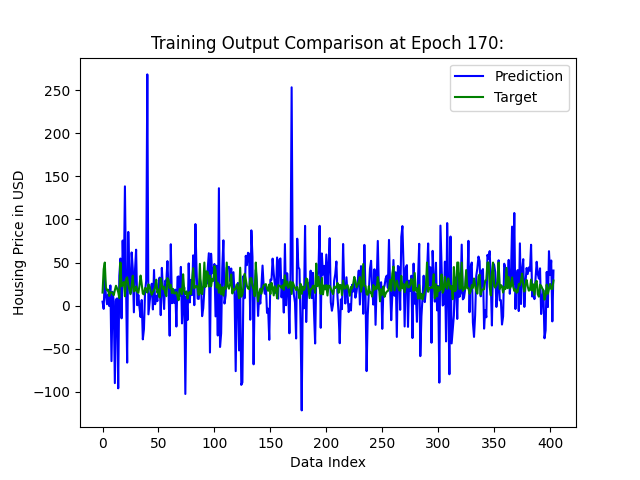 Training Output Comparison at Epoch 170:
Prediction
Target
Housing Price in USD
250
200
150
100
50
0
−50
−100
0 50 100 150 200 250 300 350 400
Data Index